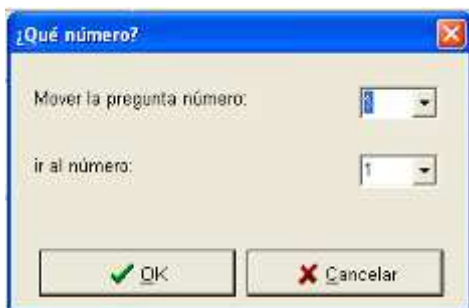 ¿Qué número?
Mover la pregunta número:
ir al número: 1
OK
Cancelar